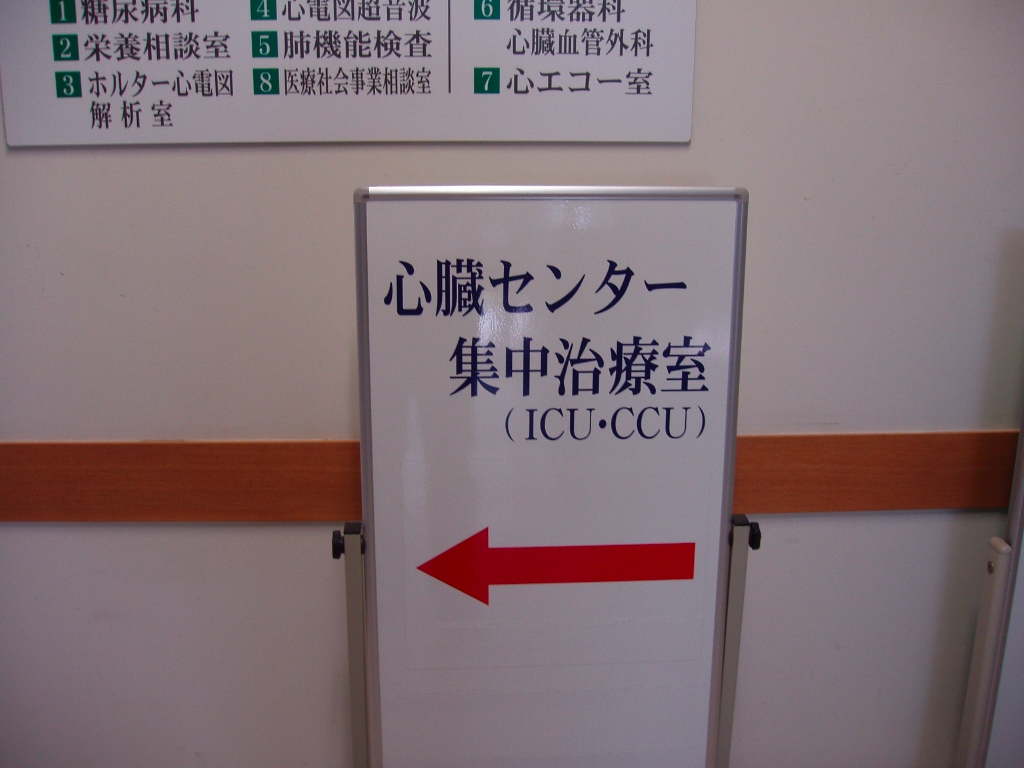 1 糖尿病科
2 栄養相談室
3 ホルター心電図
解析室
4 心電図超音波
5 肺機能検査
8 医療社会事業相談室
6 循環器科
心臓血管外科
7 心エコー室
心臓センター
集中治療室
(ICU・CCU)